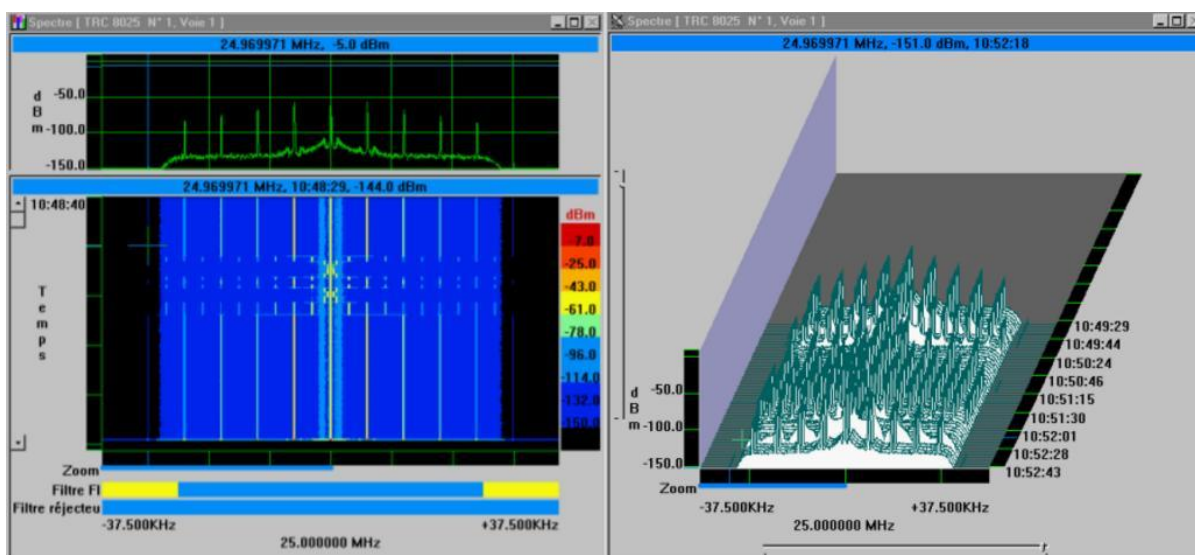 Spectre [ TRC 8025 N° 1, Voie 1 ]
24.969971 MHz, -5.0 dBm
d
B
m
-50.0
-100.0
-150.0
24.969971 MHz, 10:48:29, -144.0 dBm
10:48:40
T
e
m
p
s
dBm
-7.0
-25.0
-43.0
-61.0
-78.0
-96.0
-114.0
-132.0
-150.0
Zoom
Filtre FI
Filtre réjecteu
-37.500KHz
+37.500KHz
25.000000 MHz
Spectre [ TRC 8025 N° 1, Voie 1 ]
24.969971 MHz, -151.0 dBm, 10:52:18
10:49:29
10:49:44
10:50:24
10:50:46
10:51:15
10:51:30
10:52:01
10:52:28
10:52:43
d
B
m
-50.0
-100.0
-150.0
Zoom
-37.500KHz
+37.500KHz
25.000000 MHz